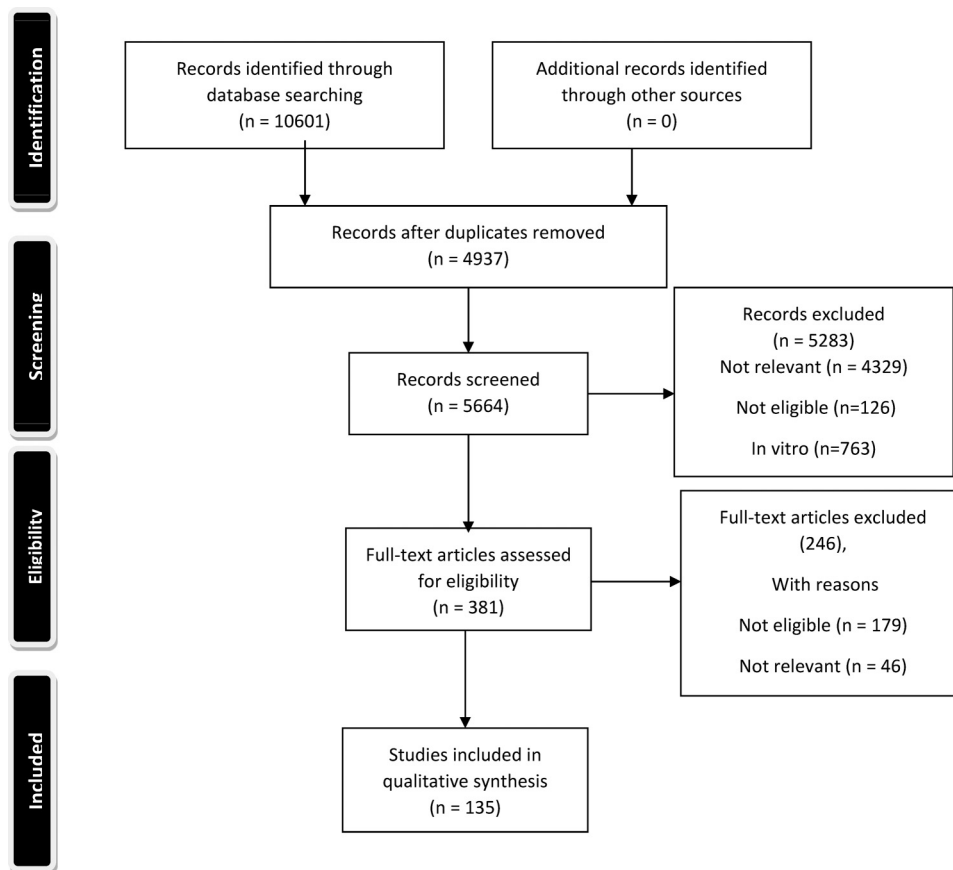 Identification
Records identified through
database searching
(n = 10601)
Additional records identified
through other sources
(n = 0)
Records after duplicates removed
(n = 4937)
Screening
Records screened
(n = 5664)
Records excluded
(n = 5283)
Not relevant (n = 4329)
Not eligible (n=126)
In vitro (n=763)
Eligibility
Full-text articles assessed
for eligibility
(n = 381)
Full-text articles excluded
(246),
With reasons
Not eligible (n = 179)
Not relevant (n = 46)
Included
Studies included in
qualitative synthesis
(n = 135)